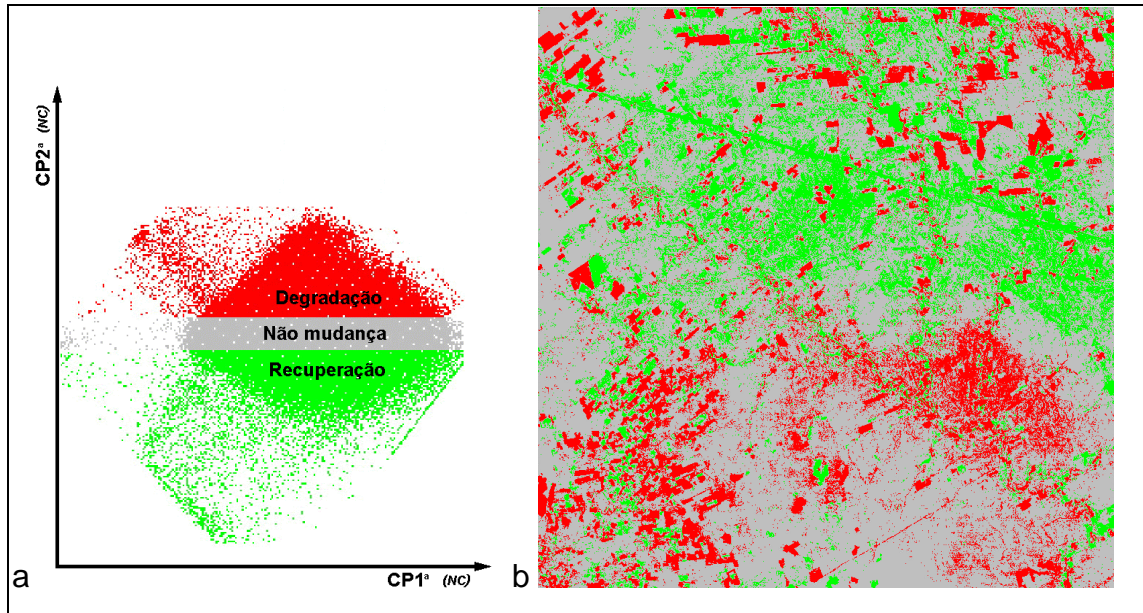 CP2ª (NC)
Degradação
Não mudança
Recuperação
CP1ª (NC)
a
b